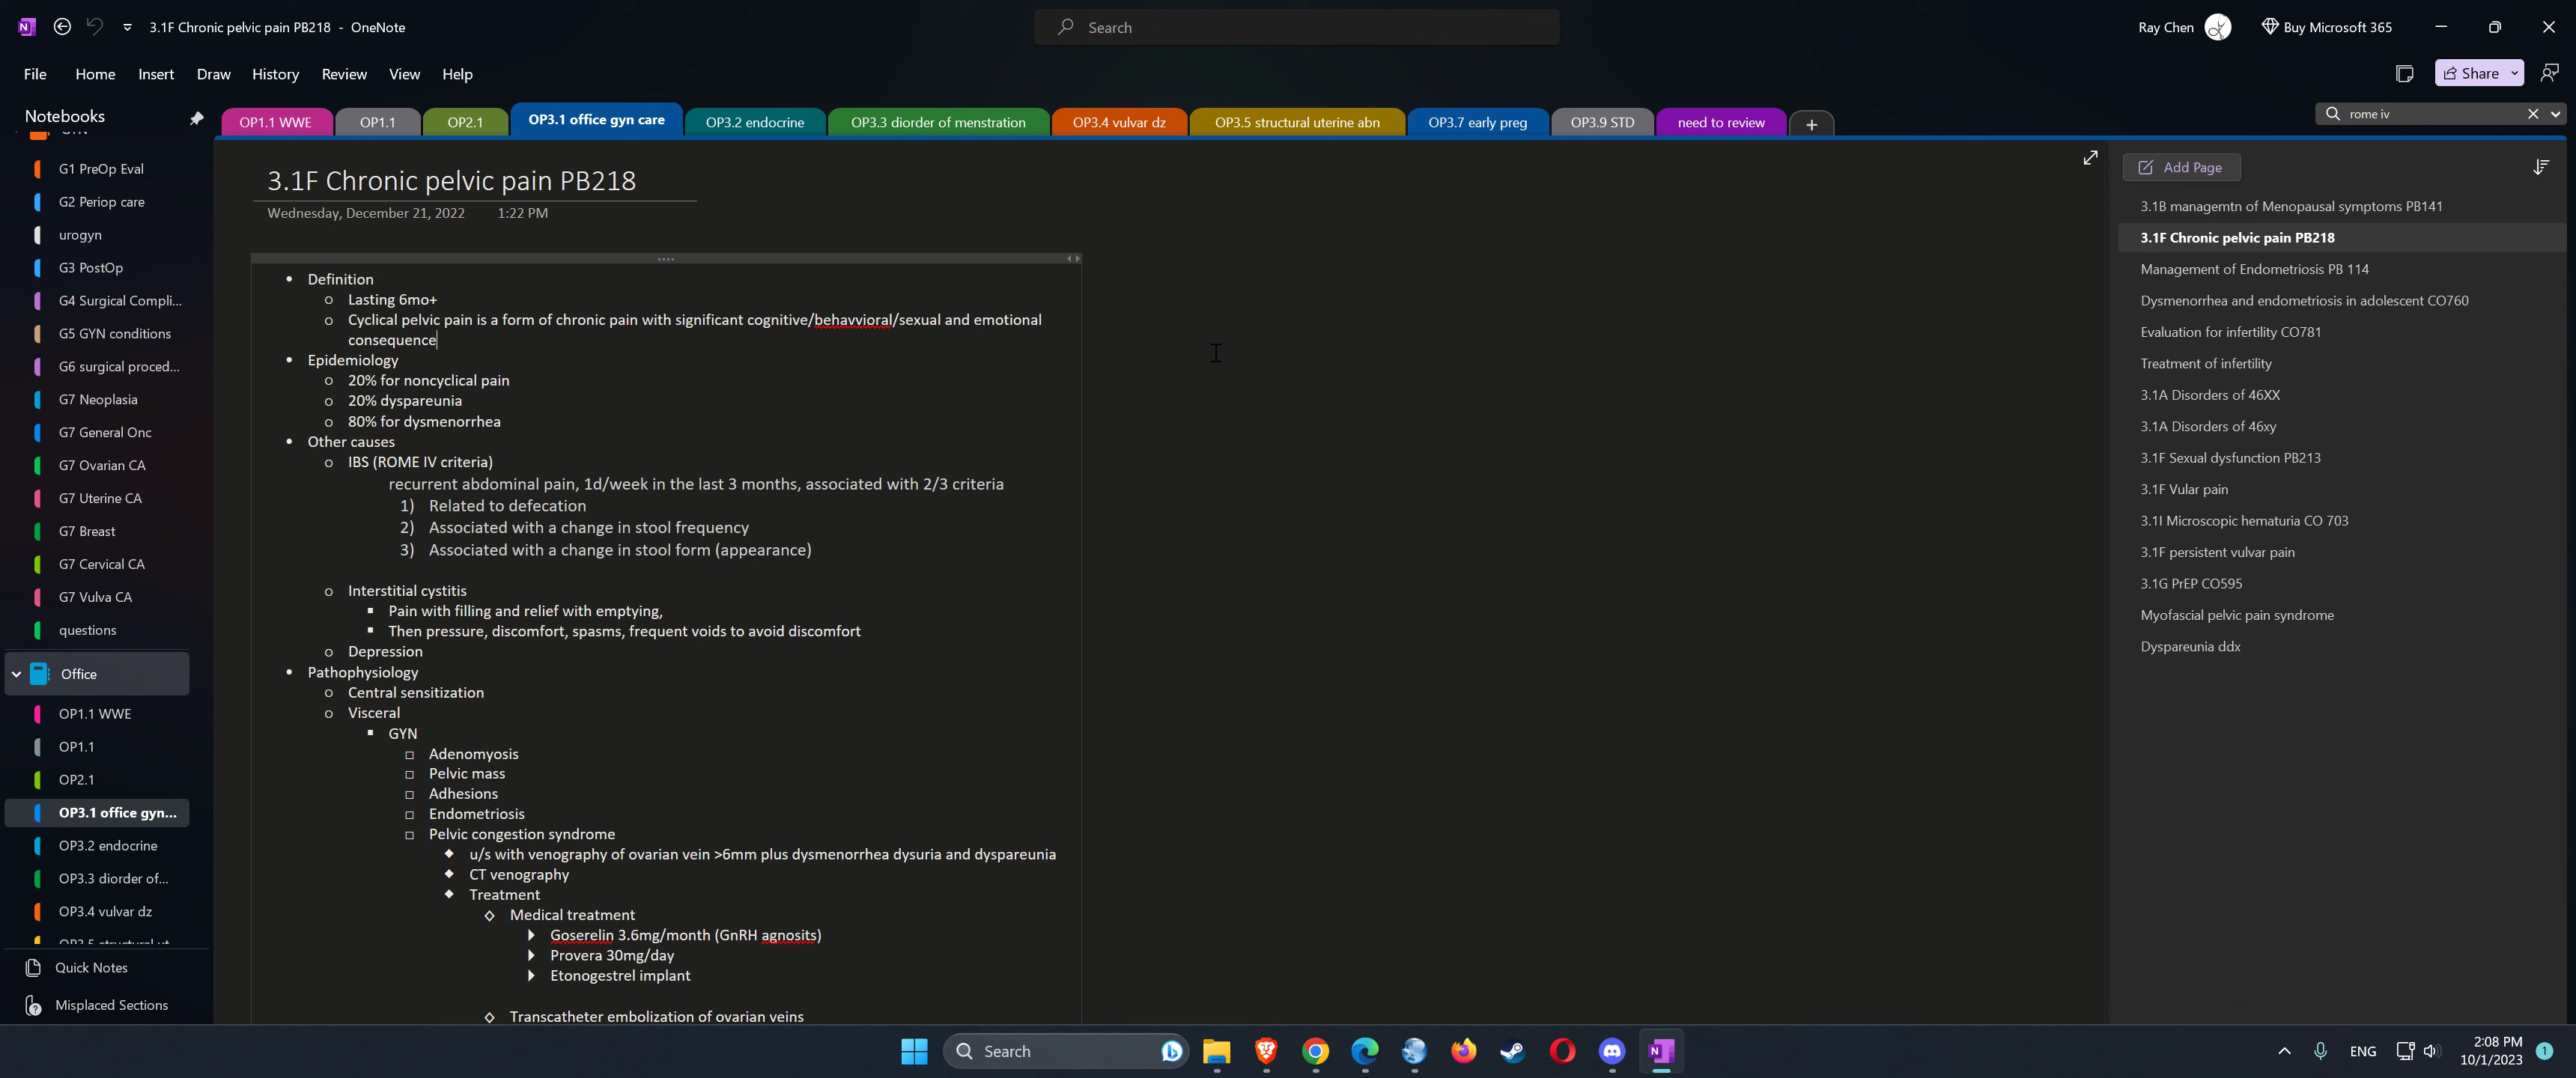 3.1F Chronic pelvic pain PB218 - OneNote
Search
Ray Chen
Buy Microsoft 365
File Home Insert Draw History Review View Help
Share
Notebooks
OP1.1 WWE
OP1.1
OP2.1
OP3.1 office gyn care
OP3.2 endocrine
OP3.3 diorder of menstration
OP3.4 vulvar dz
OP3.5 structural uterine abn
OP3.7 early preg
OP3.9 STD
need to review
rome iv
G1 PreOp Eval
G2 Periop care
urogyn
G3 PostOp
G4 Surgical Compli...
G5 GYN conditions
G6 surgical proced...
G7 Neoplasia
G7 General Onc
G7 Ovarian CA
G7 Uterine CA
G7 Breast
G7 Cervical CA
G7 Vulva CA
questions
Office
OP1.1 WWE
OP1.1
OP2.1
OP3.1 office gyn...
OP3.2 endocrine
OP3.3 diorder of...
OP3.4 vulvar dz
Quick Notes
Misplaced Sections
3.1F Chronic pelvic pain PB218
Wednesday, December 21, 2022 1:22 PM
• Definition
o Lasting 6mo+
o Cyclical pelvic pain is a form of chronic pain with significant cognitive/behavvioral/sexual and emotional
consequence
• Epidemiology
o 20% for noncyclical pain
o 20% dyspareunia
o 80% for dysmenorrhea
• Other causes
o IBS (ROME IV criteria)
recurrent abdominal pain, 1d/week in the last 3 months, associated with 2/3 criteria
1) Related to defecation
2) Associated with a change in stool frequency
3) Associated with a change in stool form (appearance)
o Interstitial cystitis
▪ Pain with filling and relief with emptying,
▪ Then pressure, discomfort, spasms, frequent voids to avoid discomfort
o Depression
• Pathophysiology
o Central sensitization
o Visceral
▪ GYN
□ Adenomyosis
□ Pelvic mass
□ Adhesions
□ Endometriosis
□ Pelvic congestion syndrome
◆ u/s with venography of ovarian vein >6mm plus dysmenorrhea dysuria and dyspareunia
◆ CT venography
◆ Treatment
◇ Medical treatment
▶ Goserelin 3.6mg/month (GnRH agnosits)
▶ Provera 30mg/day
▶ Etonogestrel implant
◇ Transcatheter embolization of ovarian veins
Add Page
3.1B managemtn of Menopausal symptoms PB141
3.1F Chronic pelvic pain PB218
Management of Endometriosis PB 114
Dysmenorrhea and endometriosis in adolescent CO760
Evaluation for infertility CO781
Treatment of infertility
3.1A Disorders of 46XX
3.1A Disorders of 46xy
3.1F Sexual dysfunction PB213
3.1F Vular pain
3.1I Microscopic hematuria CO 703
3.1F persistent vulvar pain
3.1G PrEP CO595
Myofascial pelvic pain syndrome
Dyspareunia ddx
Search
ENG
2:08 PM
10/1/2023
1